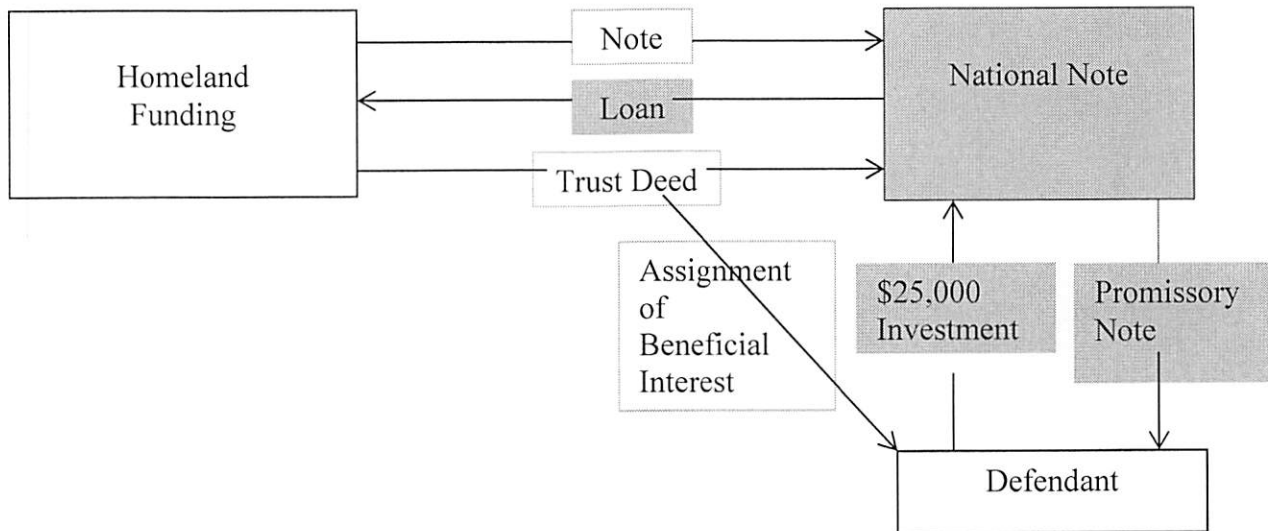 Homeland
Funding
Note
Loan
Trust Deed
National Note
Assignment
of
Beneficial
Interest
$25,000
Investment
Promissory
Note
Defendant